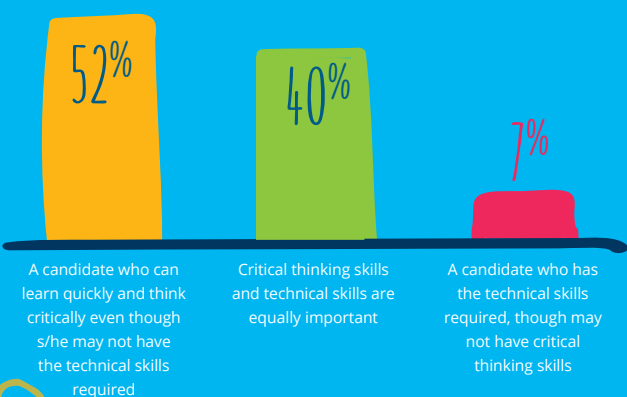 52%
40%
7%
A candidate who can
learn quickly and think
critically even though
s/he may not have
the technical skills
required
Critical thinking skills
and technical skills are
equally important
A candidate who has
the technical skills
required, though may
not have critical
thinking skills